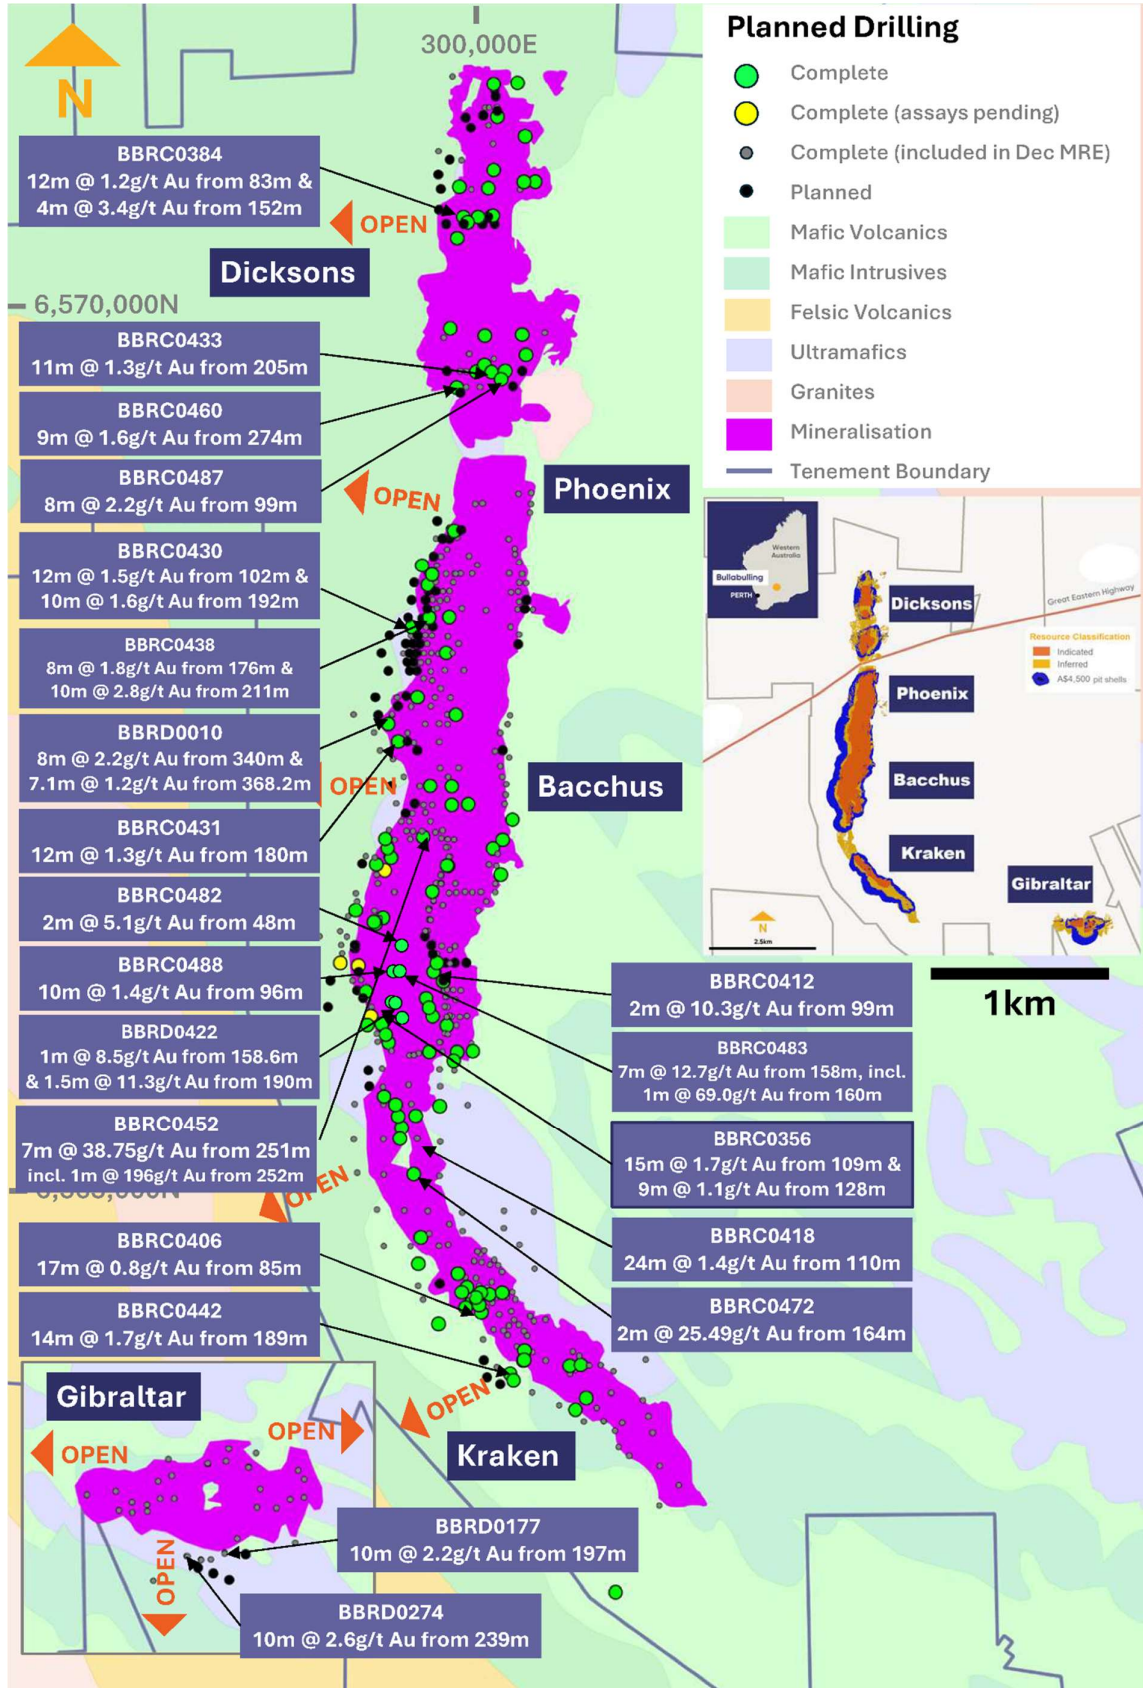 300,000E
N
Planned Drilling
Complete
Complete (assays pending)
Complete (included in Dec MRE)
Planned
Mafic Volcanics
Mafic Intrusives
Felsic Volcanics
Ultramafics
Granites
Mineralisation
Tenement Boundary
BBRC0384
12m @ 1.2g/t Au from 83m &
4m @ 3.4g/t Au from 152m
OPEN
Dicksons
6,570,000N
BBRC0433
11m @ 1.3g/t Au from 205m
BBRC0460
9m @ 1.6g/t Au from 274m
BBRC0487
8m @ 2.2g/t Au from 99m
OPEN
Phoenix
BBRC0430
12m @ 1.5g/t Au from 102m &
10m @ 1.6g/t Au from 192m
BBRC0438
8m @ 1.8g/t Au from 176m &
10m @ 2.8g/t Au from 211m
BBRD0010
8m @ 2.2g/t Au from 340m &
7.1m @ 1.2g/t Au from 368.2m
OPEN
Bacchus
BBRC0431
12m @ 1.3g/t Au from 180m
BBRC0482
2m @ 5.1g/t Au from 48m
BBRC0488
10m @ 1.4g/t Au from 96m
BBRD0422
1m @ 8.5g/t Au from 158.6m
& 1.5m @ 11.3g/t Au from 190m
BBRC0452
7m @ 38.75g/t Au from 251m
incl. 1m @ 196g/t Au from 252m
OPEN
BBRC0406
17m @ 0.8g/t Au from 85m
BBRC0442
14m @ 1.7g/t Au from 189m
Western
Australia
Bullabulling
PERTH
Dicksons
Great Eastern Highway
Resource Classification
Indicated
Inferred
A$4,500 pit shells
Phoenix
Bacchus
Kraken
Gibraltar
N
2.5km
1km
BBRC0412
2m @ 10.3g/t Au from 99m
BBRC0483
7m @ 12.7g/t Au from 158m, incl.
1m @ 69.0g/t Au from 160m
BBRC0356
15m @ 1.7g/t Au from 109m &
9m @ 1.1g/t Au from 128m
BBRC0418
24m @ 1.4g/t Au from 110m
BBRC0472
2m @ 25.49g/t Au from 164m
OPEN
Kraken
Gibraltar
OPEN
OPEN
OPEN
BBRD0177
10m @ 2.2g/t Au from 197m
BBRD0274
10m @ 2.6g/t Au from 239m